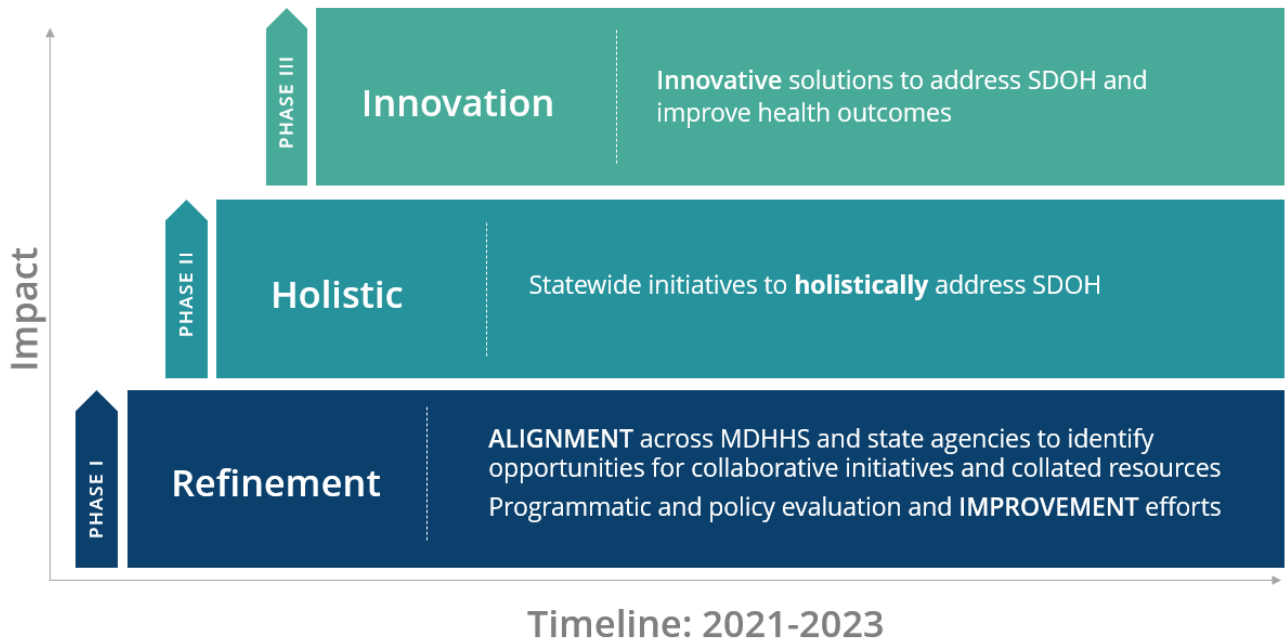 PHASE III
Innovation
Innovative solutions to address SDOH and
improve health outcomes
PHASE II
Holistic
Statewide initiatives to holistically address SDOH
PHASE I
Refinement
ALIGNMENT across MDHHS and state agencies to identify
opportunities for collaborative initiatives and collated resources
Programmatic and policy evaluation and IMPROVEMENT efforts
Impact
Timeline: 2021-2023